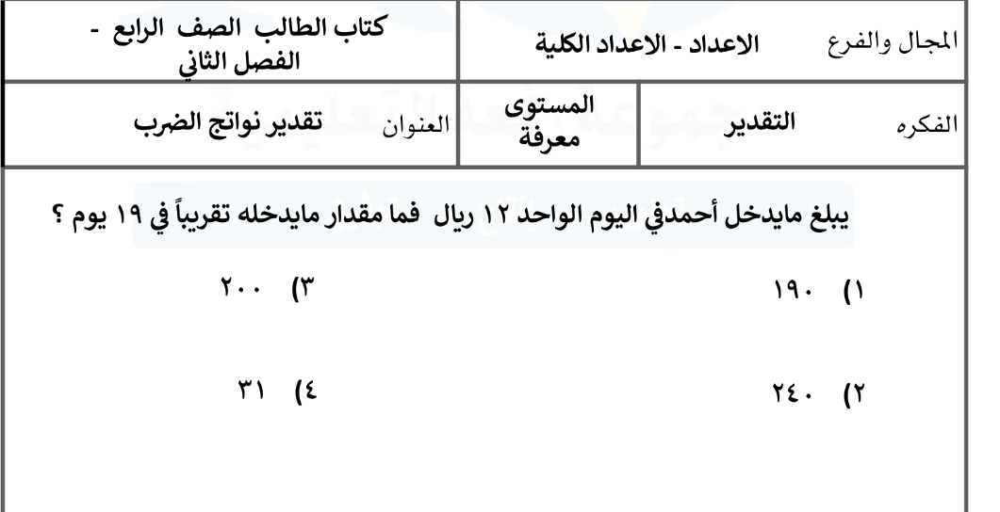 المجال والفرع الاعداد - الاعداد الكلية
كتاب الطالب الصف الرابع -
الفصل الثاني
الفكره التقدير
المستوى
معرفة
العنوان تقدير نواتج الضرب
يبلغ مايدخل أحمدفي اليوم الواحد ١٢ ريال فما مقدار مايدخله تقريباً في ١٩ يوم ؟
١) ١٩٠
٣) ٢٠٠
٢) ٢٤٠
٤) ٣١